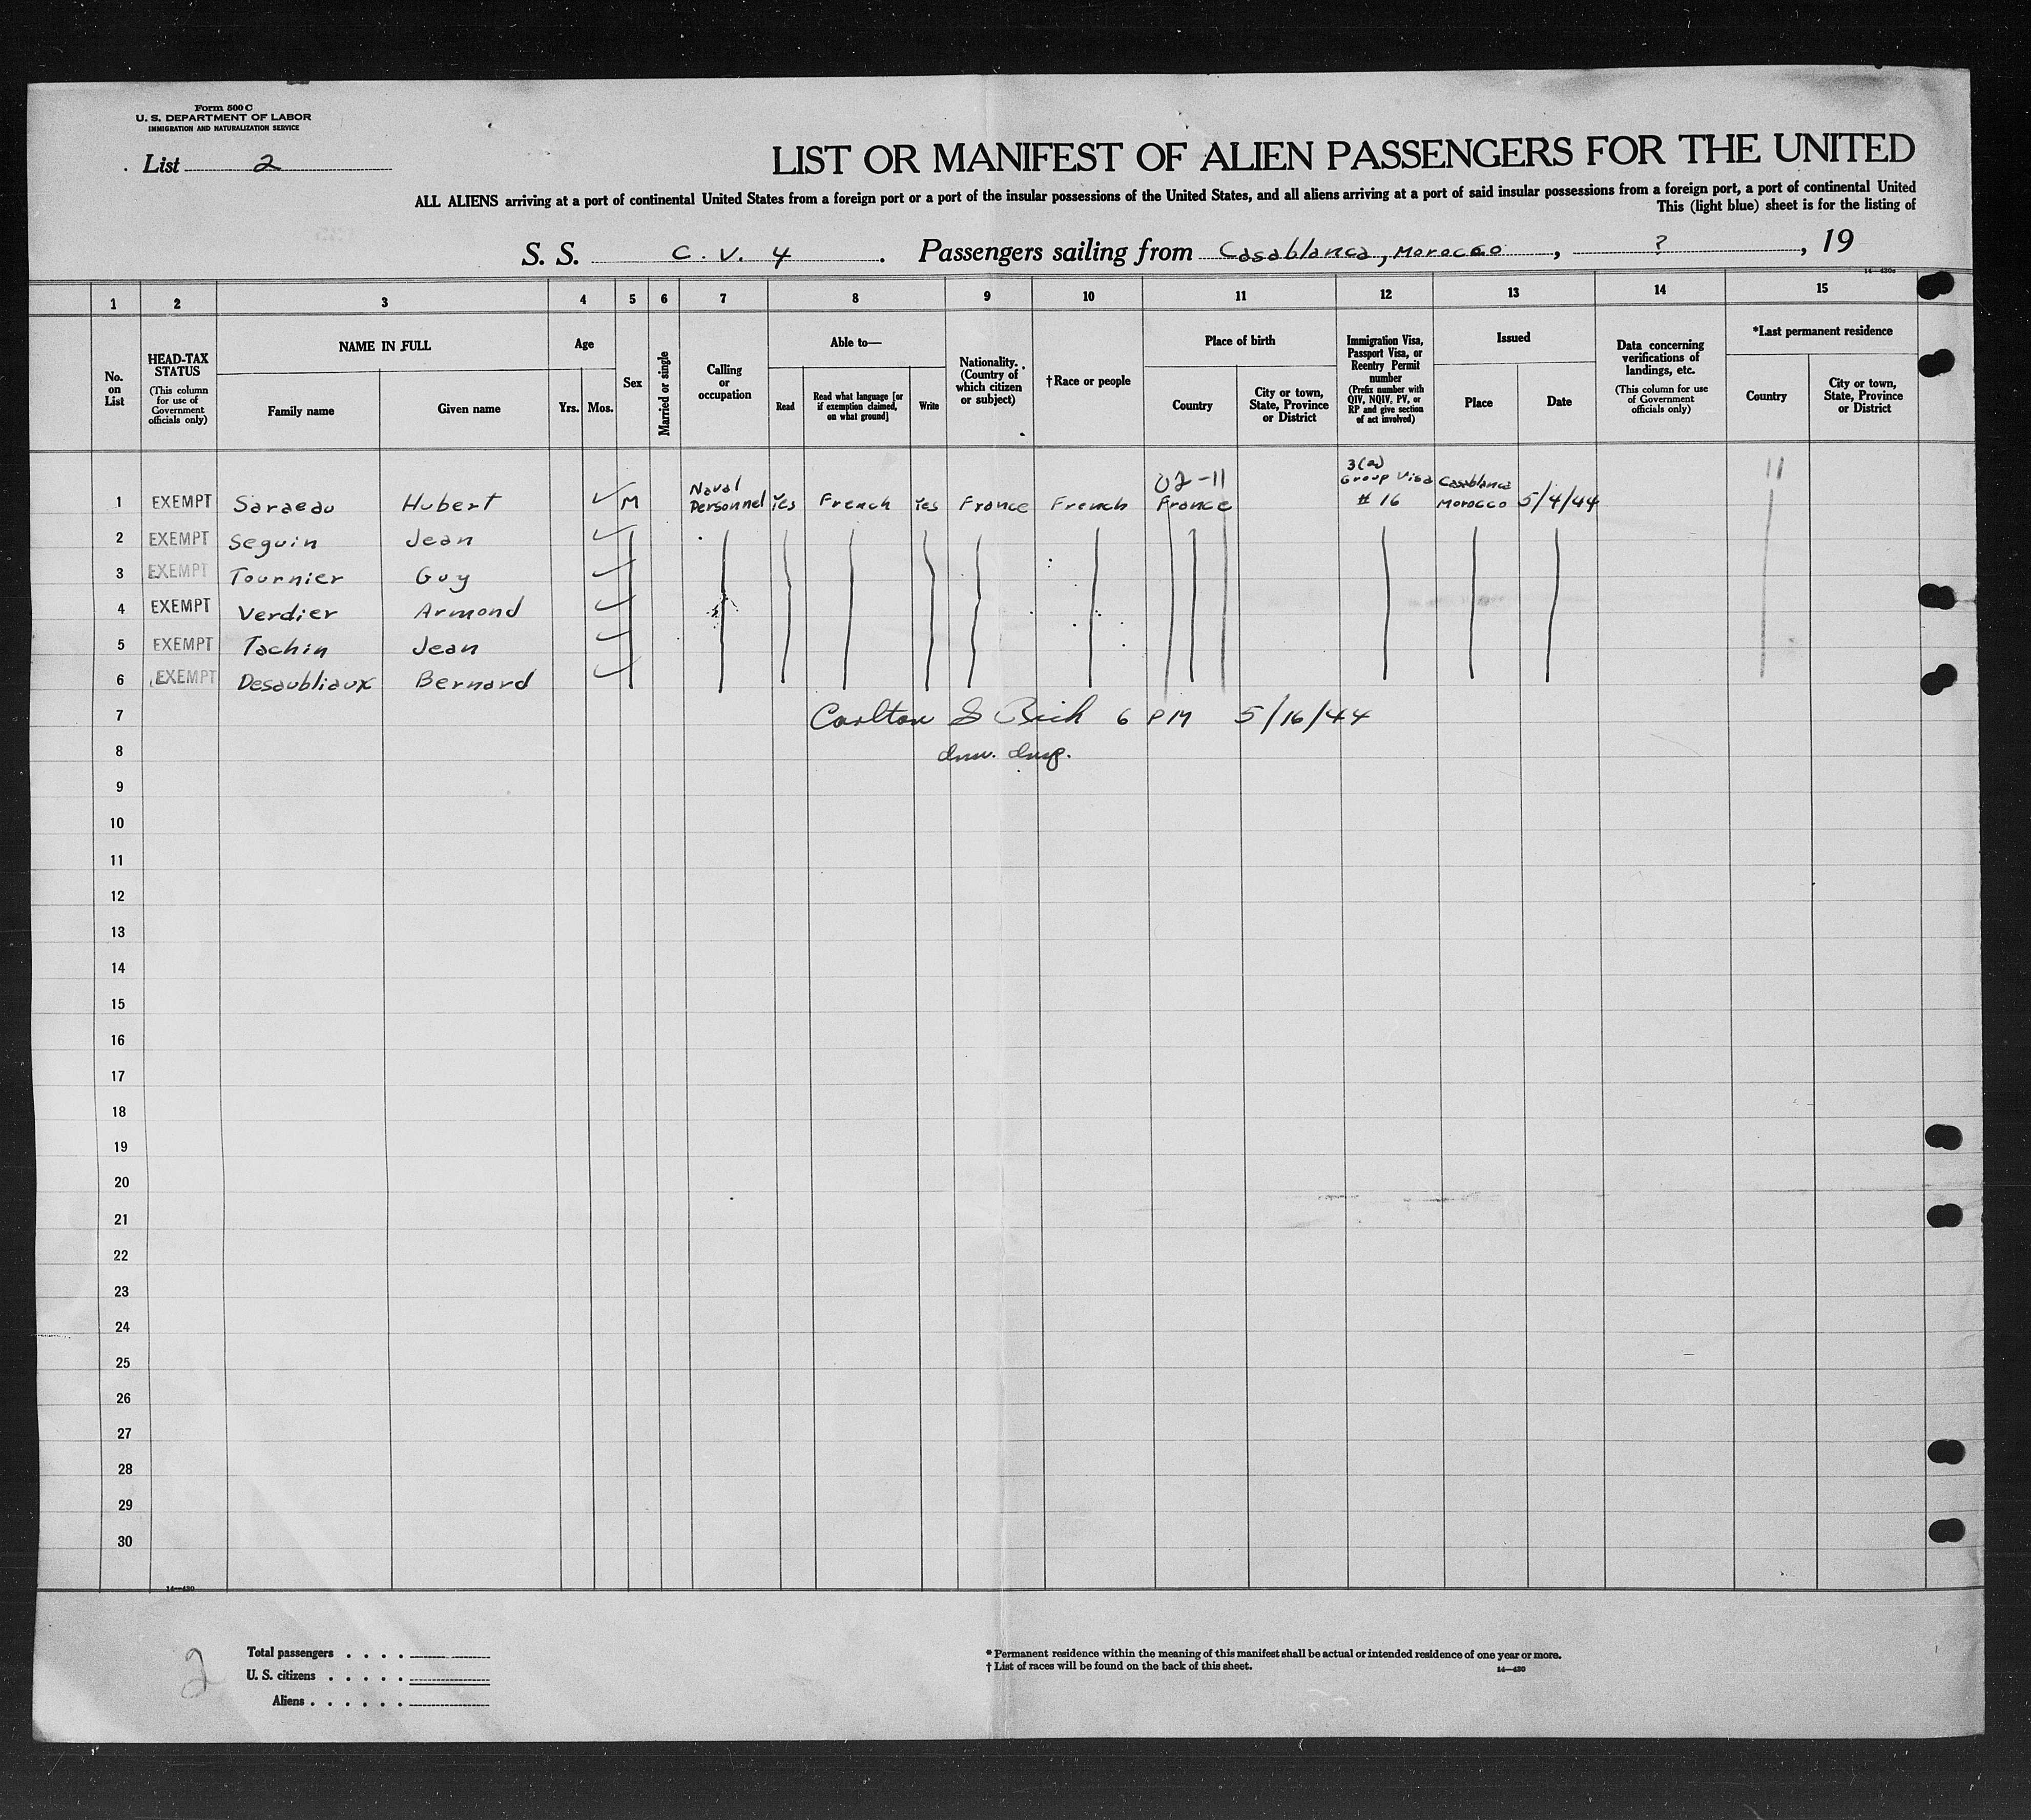 Form 500 C
U. S. DEPARTMENT OF LABOR
IMMIGRATION AND NATURALIZATION SERVICE
List 2
LIST OR MANIFEST OF ALIEN PASSENGERS FOR THE UNITED
ALL ALIENS arriving at a port of continental United States from a foreign port or a port of the insular possessions of the United States, and all aliens arriving at a port of said insular possessions from a foreign port, a port of continental United
This (light blue) sheet is for the listing of
S. S. C. V. 4 . Passengers sailing from Casablanca, Morocco , ? , 19
14—430a
1 2 3 4 5 6 7 8 9 10 11 12 13 14 15
No. on List
HEAD-TAX STATUS
(This column for use of Government officials only)
NAME IN FULL
Family name
Given name
Age
Yrs.
Mos.
Sex
Married or single
Calling or occupation
Able to—
Read
Read what language [or if exemption claimed, on what ground]
Write
Nationality. (Country of which citizen or subject)
†Race or people
Place of birth
Country
City or town, State, Province or District
Immigration Visa, Passport Visa, or Reentry Permit number
(Prefix number with QIV, NQIV, PV, or RP and give section of act involved)
Issued
Place
Date
Data concerning verifications of landings, etc.
(This column for use of Government officials only)
*Last permanent residence
Country
City or town, State, Province or District
1 EXEMPT Saraeau Hubert M Naval Personnel Yes French Yes France French 02-11 France 3(a) Group Visa # 16 Casablanca Morocco 5/4/44 11
2 EXEMPT Seguin Jean
3 EXEMPT Tournier Guy
4 EXEMPT Verdier Armond
5 EXEMPT Tachin Jean
6 EXEMPT Desaubliaux Bernard
7 Carlton S 6 PM 5/16/44
8
9
10
11
12
13
14
15
16
17
18
19
20
21
22
23
24
25
26
27
28
29
30
14—430
2
Total passengers . . . .
U. S. citizens . . . . .
Aliens . . . . . .
* Permanent residence within the meaning of this manifest shall be actual or intended residence of one year or more.
† List of races will be found on the back of this sheet.
14—430